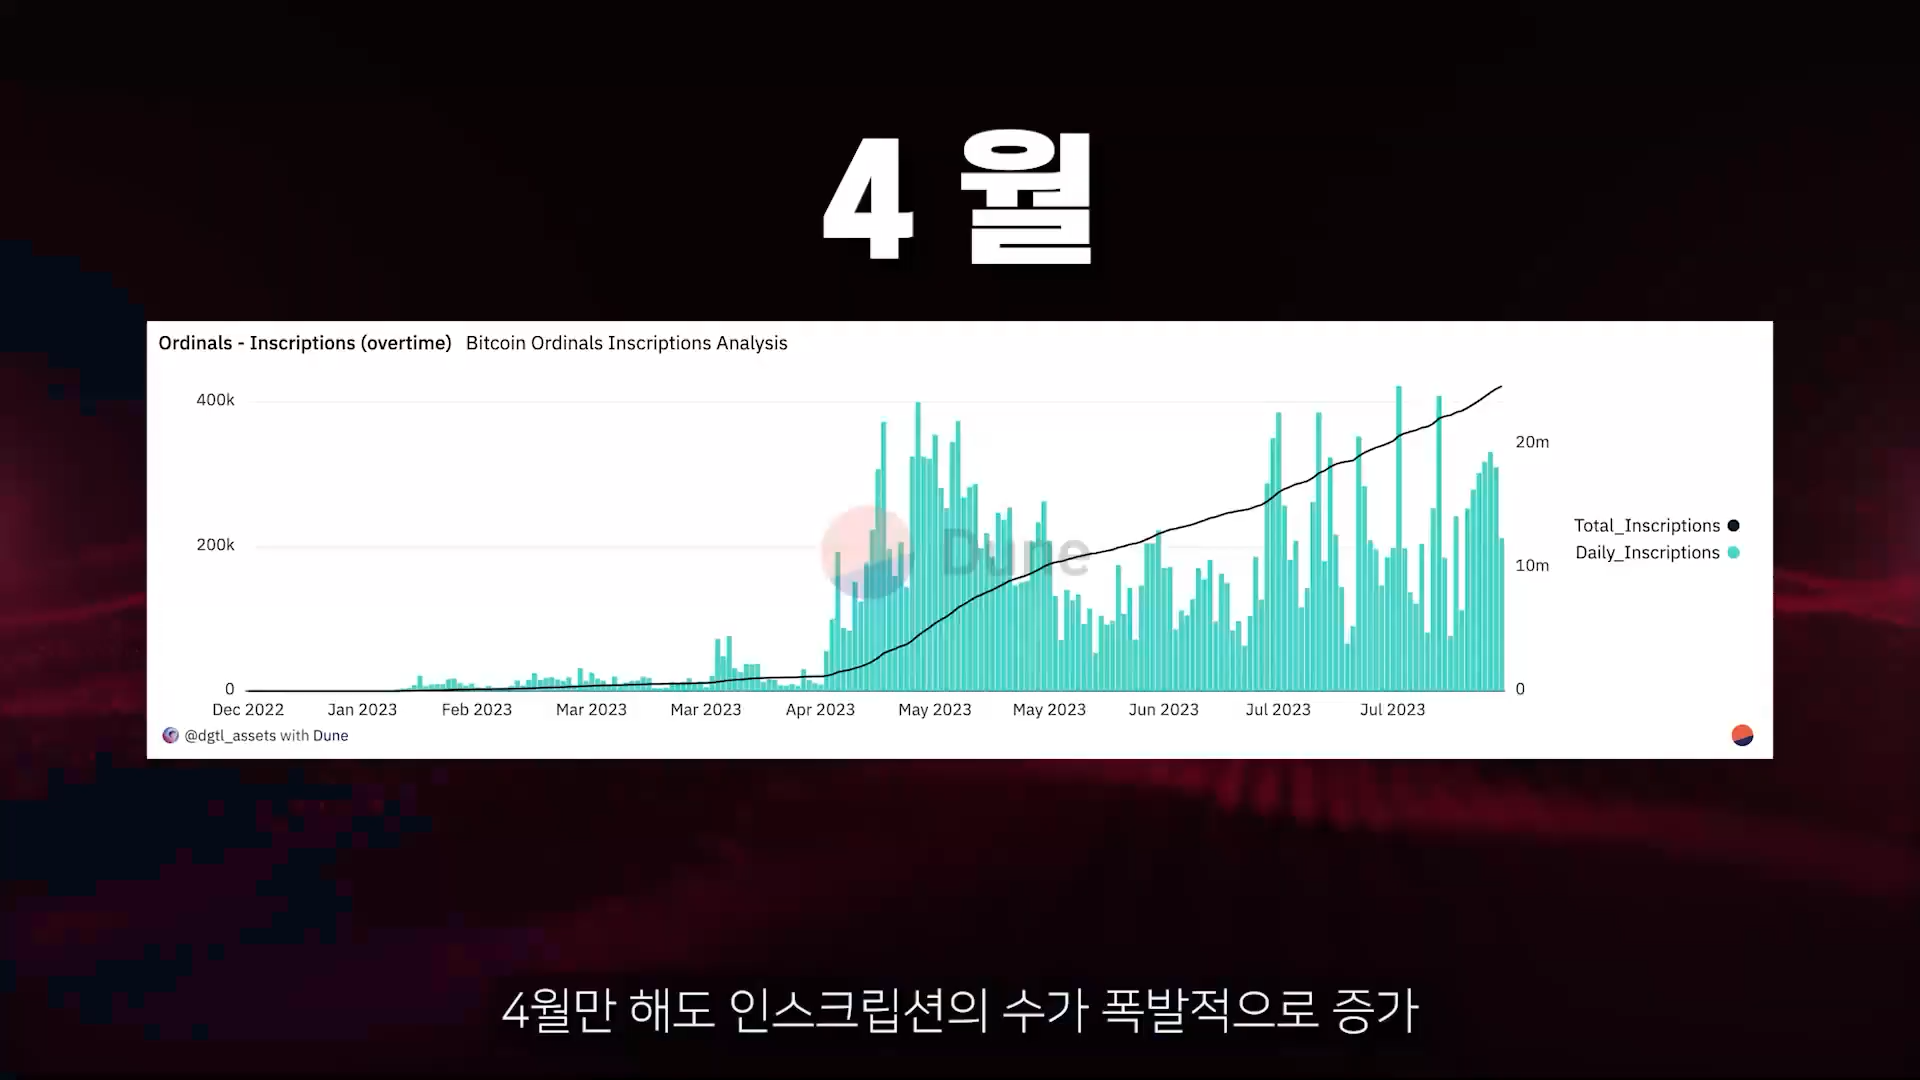 4월
Ordinals - Inscriptions (overtime) Bitcoin Ordinals Inscriptions Analysis
400k
200k
0
20m
10m
0
Total_Inscriptions
Daily_Inscriptions
Dune
Dec 2022 Jan 2023 Feb 2023 Mar 2023 Mar 2023 Apr 2023 May 2023 May 2023 Jun 2023 Jul 2023 Jul 2023
@dgtl_assets with Dune
4월만 해도 인스크립션의 수가 폭발적으로 증가